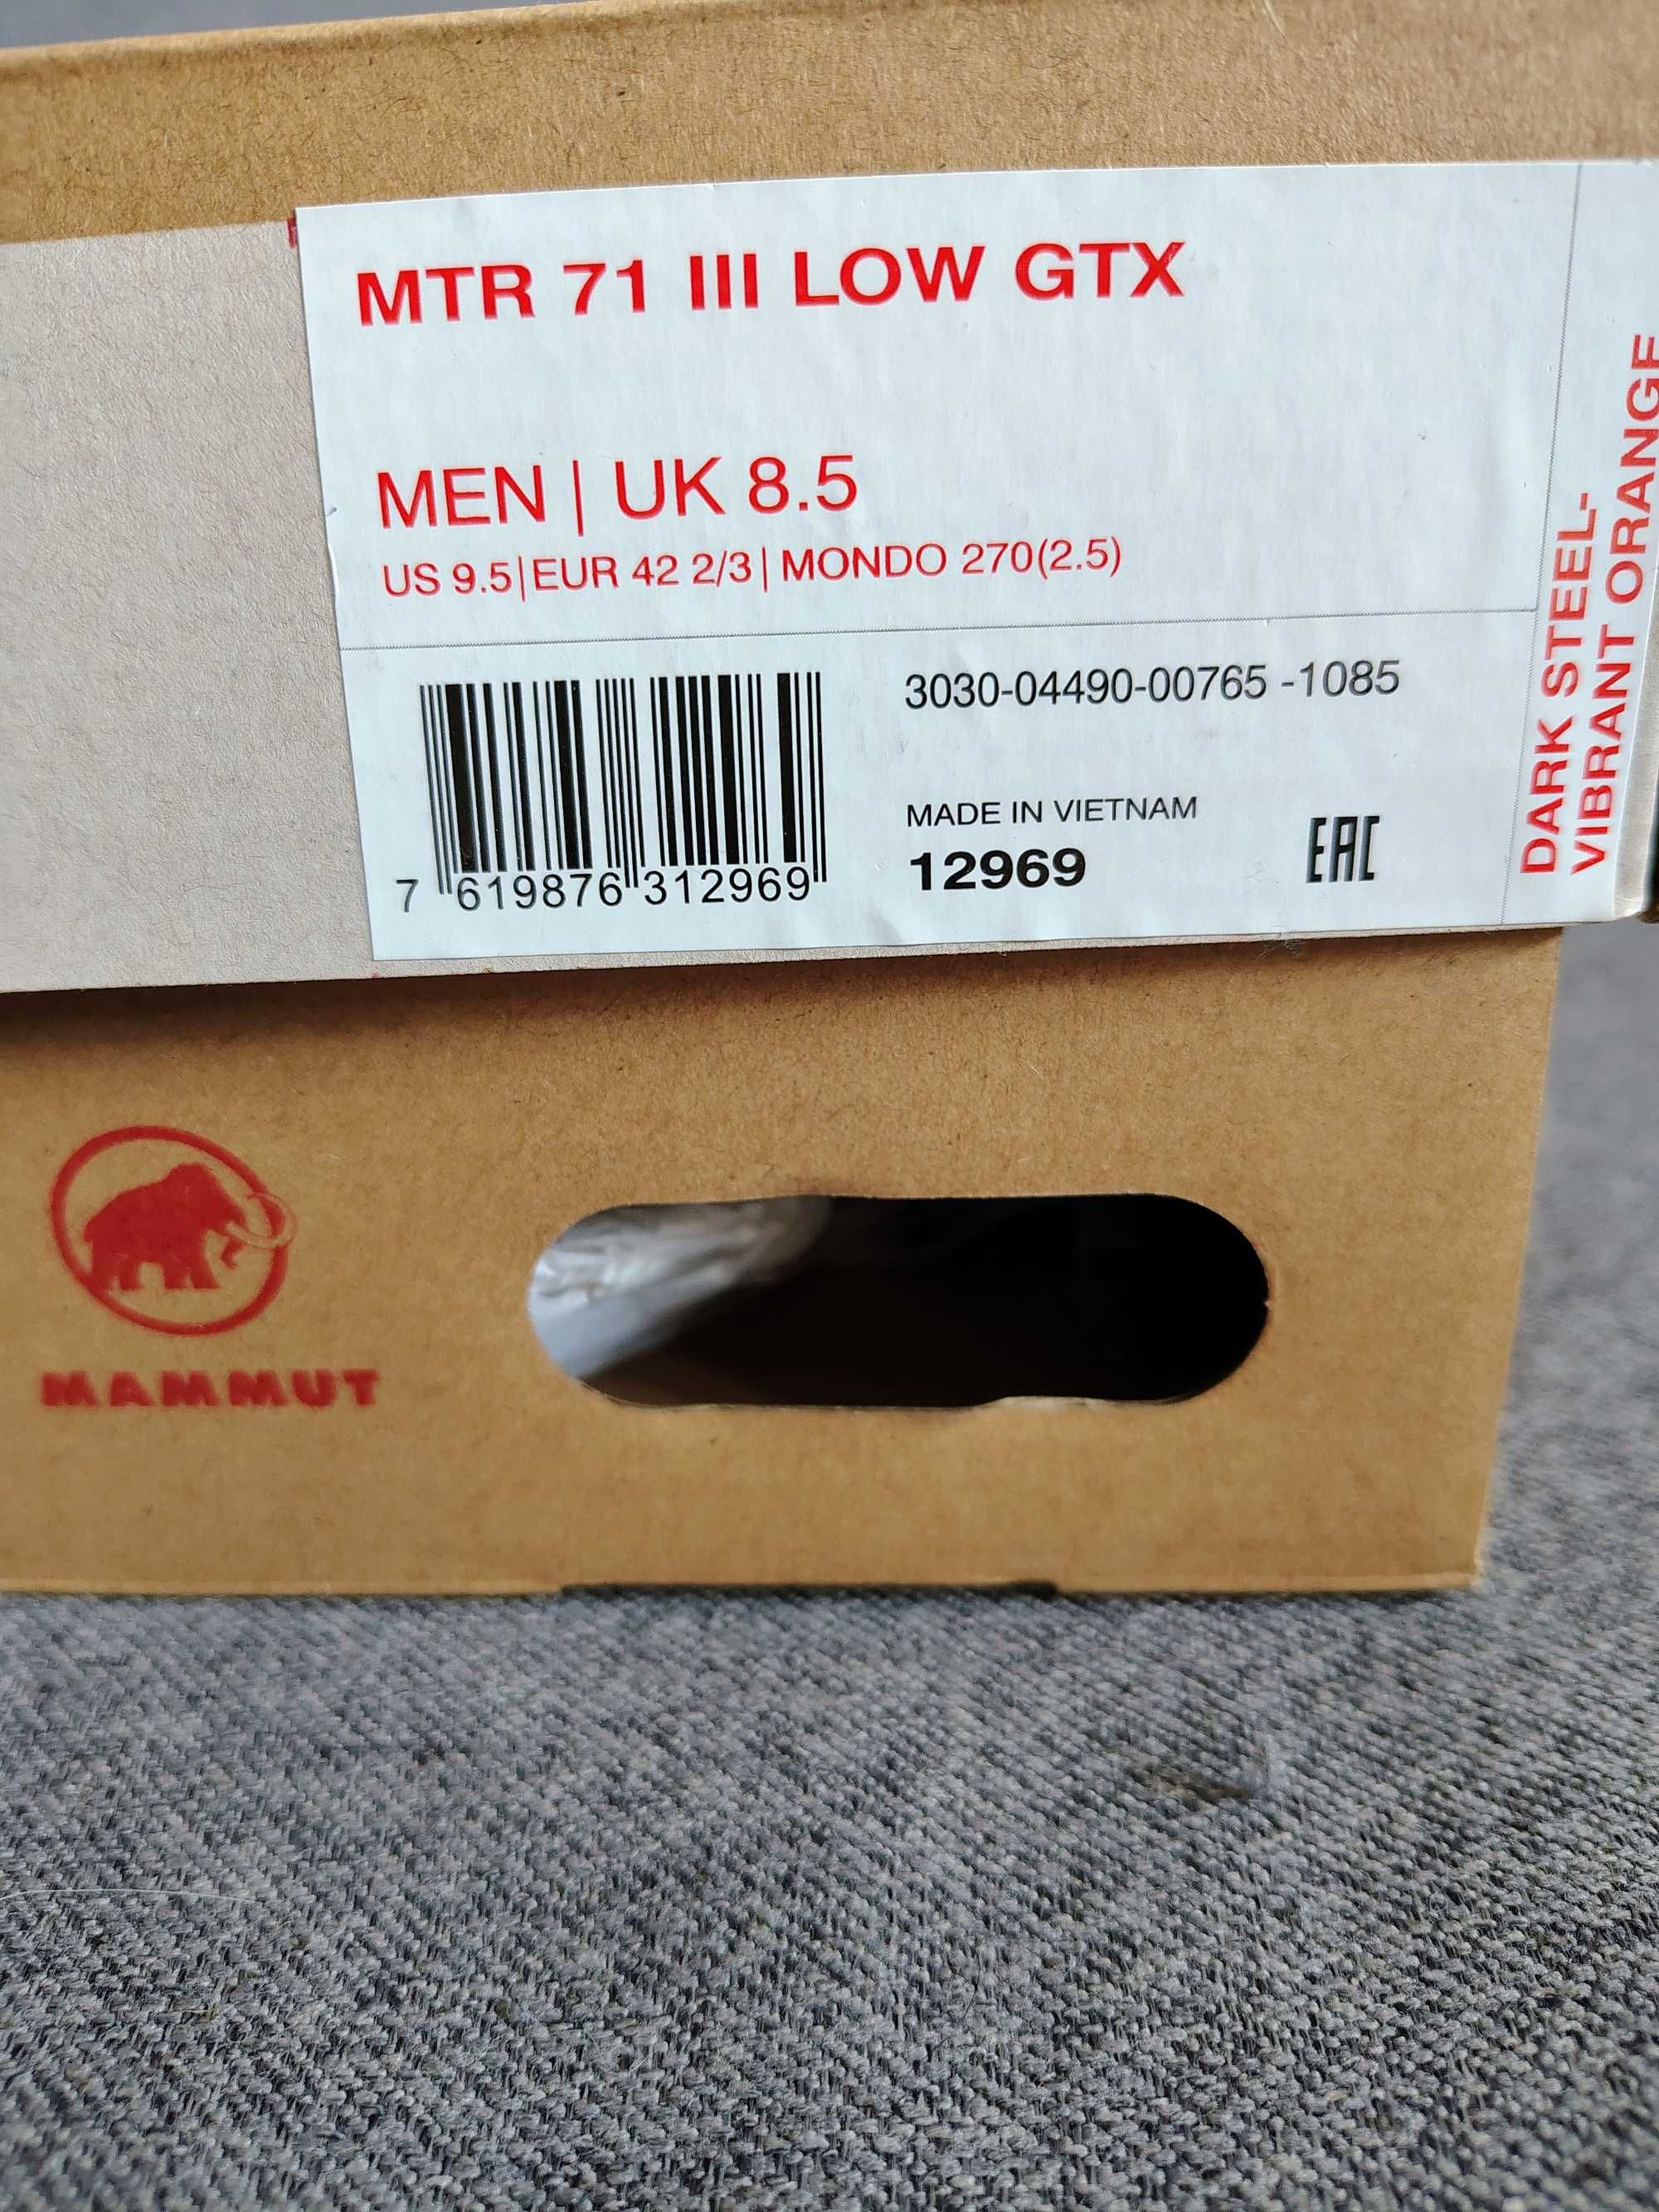 MTR 71 III LOW GTX
MEN | UK 8.5
US 9.5|EUR 42 2/3| MONDO 270(2.5)
3030-04490-00765 -1085
MADE IN VIETNAM
12969
EAC
7 619876 312969
DARK STEEL-
VIBRANT ORANGE
MAMMUT